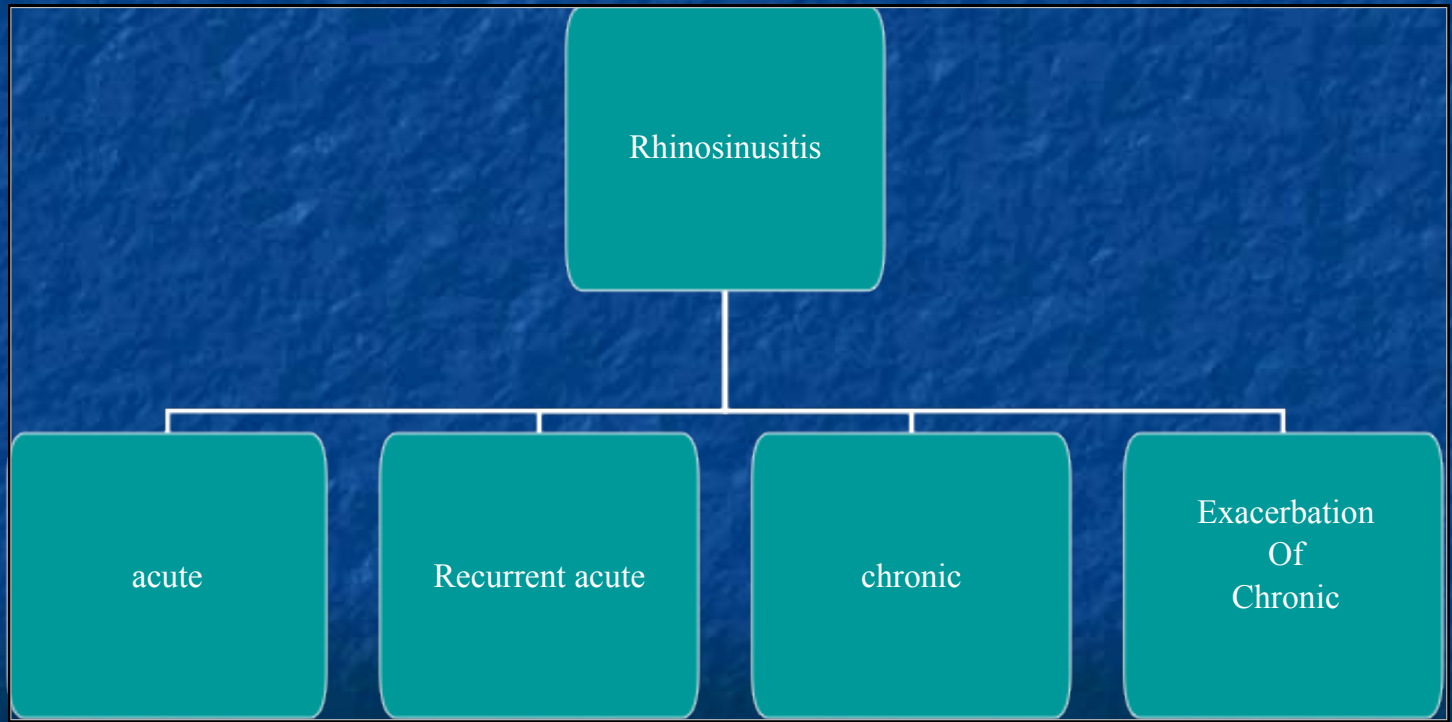 Rhinosinusitis
acute
Recurrent acute
chronic
Exacerbation
Of
Chronic